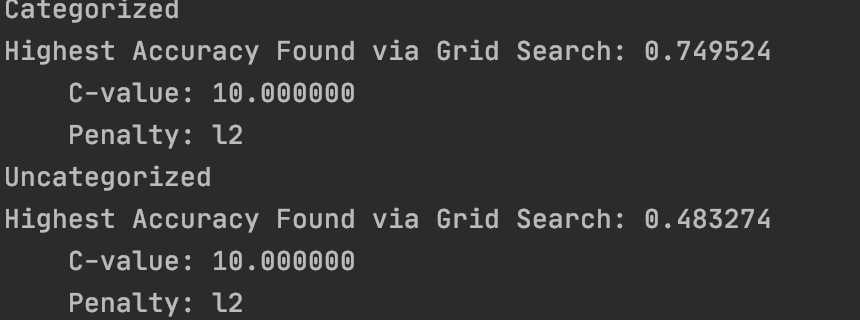 Categorized
Highest Accuracy Found via Grid Search: 0.749524
    C-value: 10.000000
    Penalty: l2
Uncategorized
Highest Accuracy Found via Grid Search: 0.483274
    C-value: 10.000000
    Penalty: l2